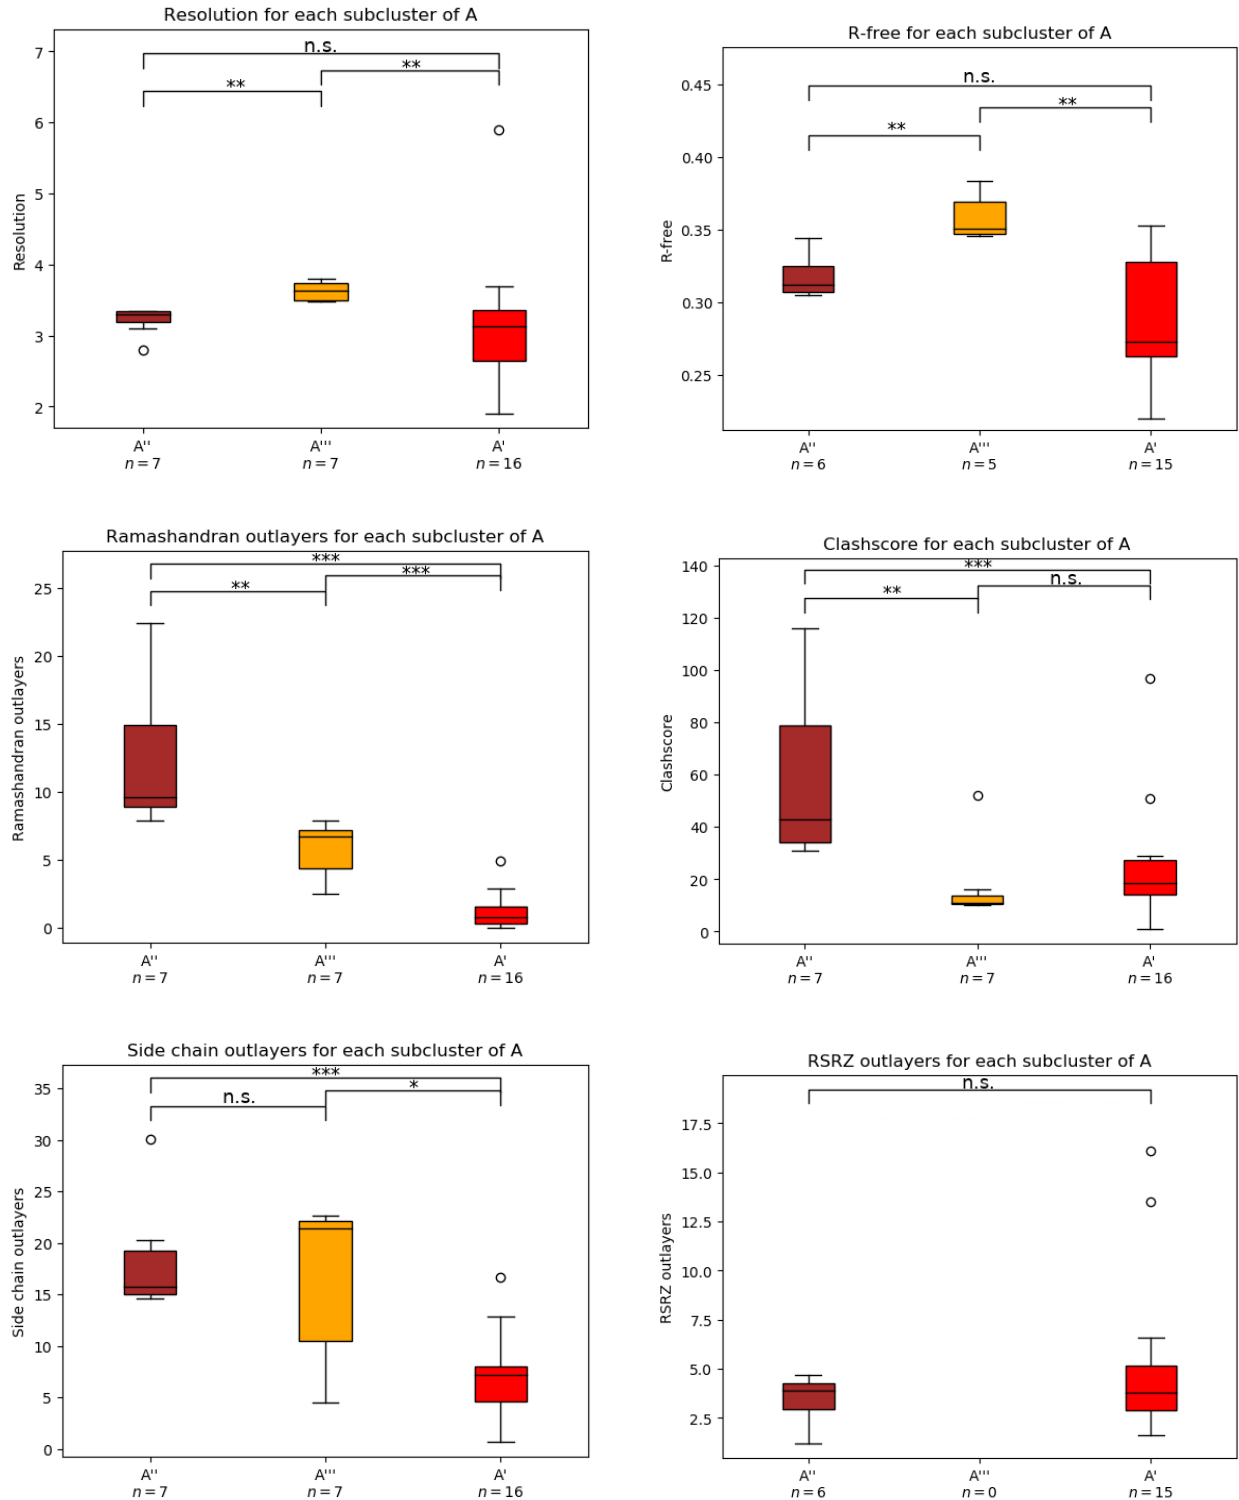 Resolution for each subcluster of A
7
6
5
4
3
2
Resolution
n.s.
**
**
A''
n = 7
A'''
n = 7
A'
n = 16
R-free for each subcluster of A
0.45
0.40
0.35
0.30
0.25
R-free
n.s.
**
**
A''
n = 6
A'''
n = 5
A'
n = 15
Ramashandran outlayers for each subcluster of A
25
20
15
10
5
0
Ramashandran outlayers
***
***
**
A''
n = 7
A'''
n = 7
A'
n = 16
Clashscore for each subcluster of A
140
120
100
80
60
40
20
0
Clashscore
***
n.s.
**
A''
n = 7
A'''
n = 7
A'
n = 16
Side chain outlayers for each subcluster of A
35
30
25
20
15
10
5
0
Side chain outlayers
***
*
n.s.
A''
n = 7
A'''
n = 7
A'
n = 16
RSRZ outlayers for each subcluster of A
17.5
15.0
12.5
10.0
7.5
5.0
2.5
RSRZ outlayers
n.s.
A''
n = 6
A'''
n = 0
A'
n = 15